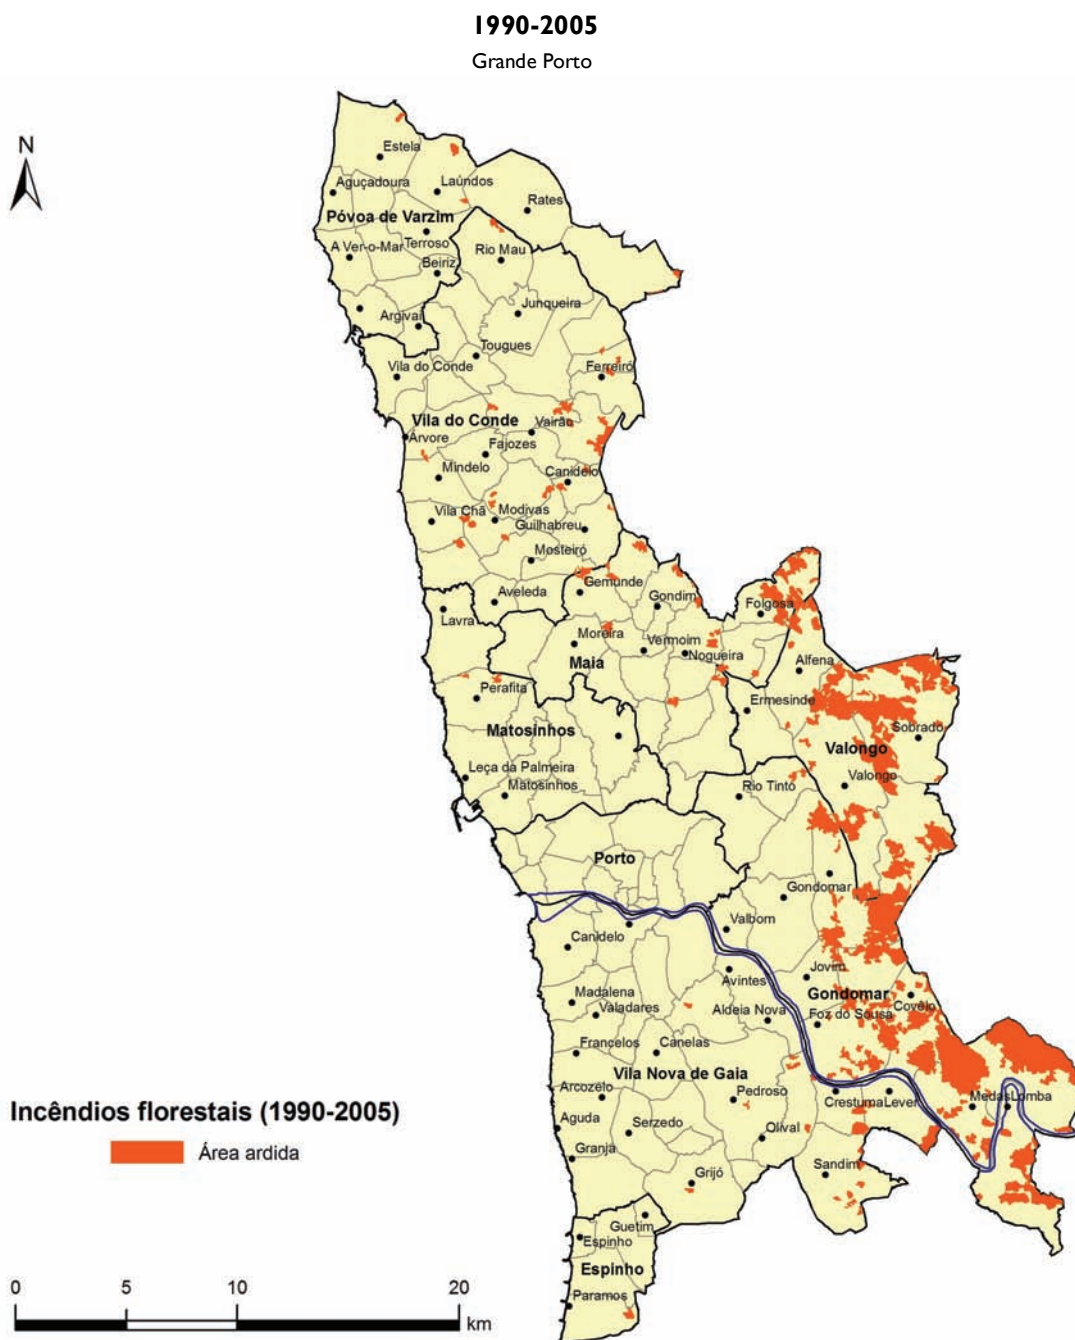 1990-2005
Grande Porto
N
Estela
Aguçadoura
Laúndos
Rates
Póvoa de Varzim
Terroso
A Ver-o-Mar
Rio Mau
Beiriz
Junqueira
Argivai
Tougues
Vila do Conde
Ferreiró
Vila do Conde
Vairão
Árvore
Fajozes
Mindelo
Canidelo
Vila Chã
Modivas
Guilhabreu
Mosteiró
Gemunde
Aveleda
Gondim
Folgosa
Lavra
Moreira
Vermoim
Nogueira
Maia
Alfena
Perafita
Ermesinde
Matosinhos
Sobrado
Valongo
Leça da Palmeira
Valongo
Matosinhos
Rio Tinto
Porto
Gondomar
Valbom
Canidelo
Jovim
Avintes
Gondomar
Madalena
Covêlo
Valadares
Aldeia Nova
Foz do Sousa
Francelos
Canelas
Vila Nova de Gaia
Arcozelo
Pedroso
Crestuma
Lever
Medas
Lomba
Aguda
Serzedo
Olival
Granja
Grijó
Sandim
Guetim
Espinho
Espinho
Paramos
Incêndios florestais (1990-2005)
Área ardida
0 5 10 20
km